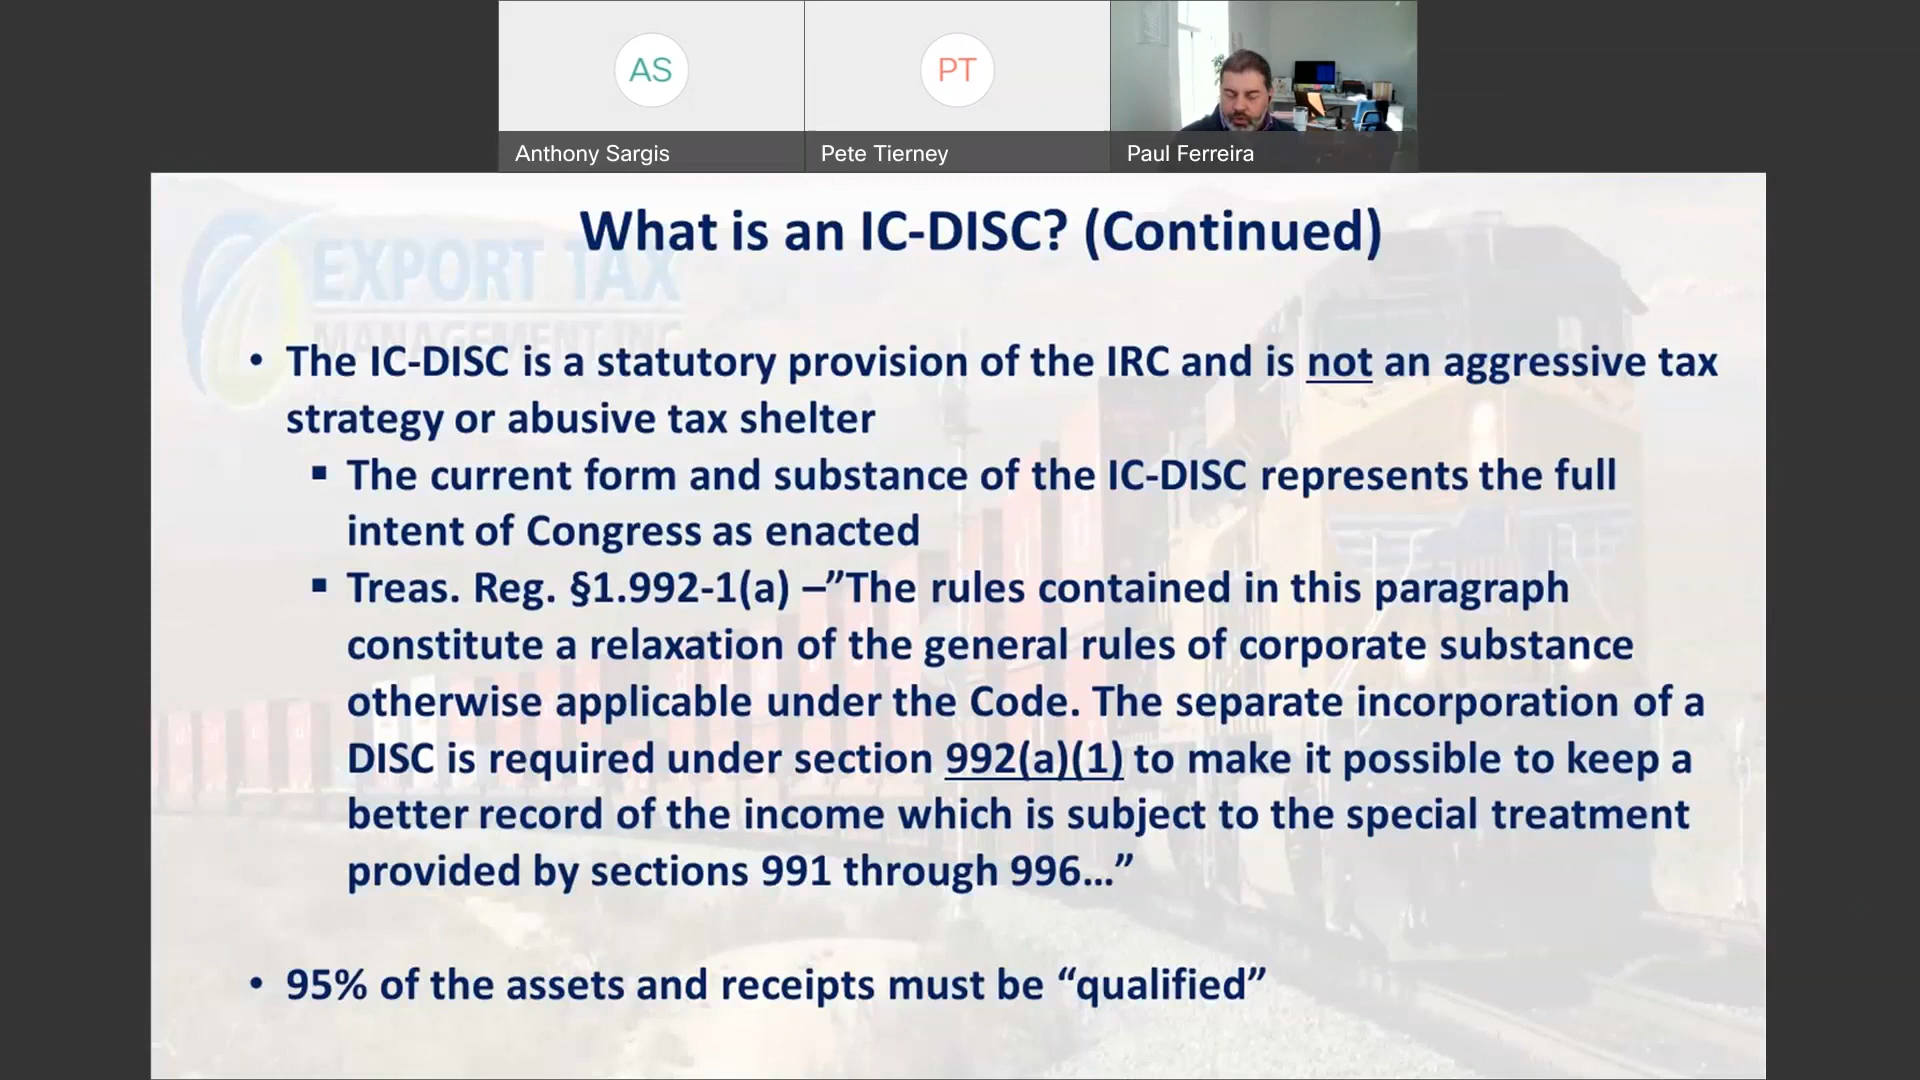 AS
PT
Anthony Sargis
Pete Tierney
Paul Ferreira
EXPORT TAX
MANAGEMENT, INC
What is an IC-DISC? (Continued)
• The IC-DISC is a statutory provision of the IRC and is not an aggressive tax
strategy or abusive tax shelter
▪ The current form and substance of the IC-DISC represents the full
intent of Congress as enacted
▪ Treas. Reg. §1.992-1(a) –”The rules contained in this paragraph
constitute a relaxation of the general rules of corporate substance
otherwise applicable under the Code. The separate incorporation of a
DISC is required under section 992(a)(1) to make it possible to keep a
better record of the income which is subject to the special treatment
provided by sections 991 through 996…”
• 95% of the assets and receipts must be “qualified”